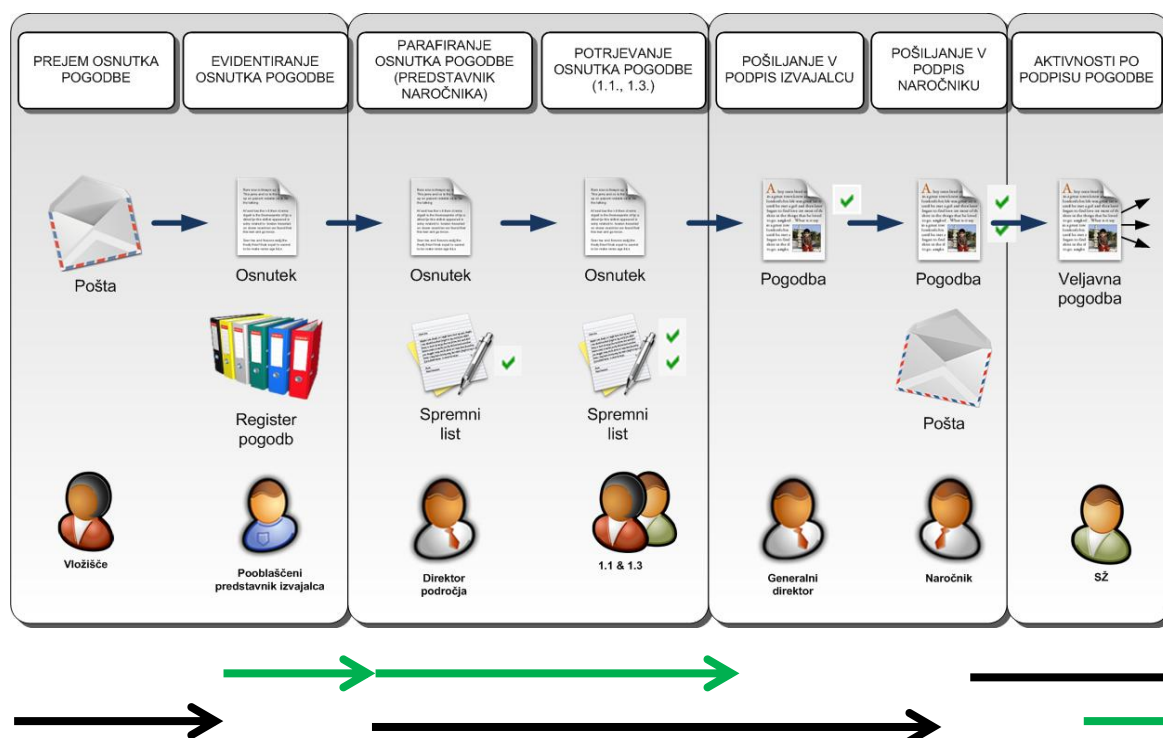 PREJEM OSNUTKA
POGODBE
EVIDENTIRANJE
OSNUTKA POGODBE
PARAFIRANJE
OSNUTKA POGODBE
(PREDSTAVNIK
NAROČNIKA)
POTRJEVANJE
OSNUTKA POGODBE
(1.1., 1.3.)
POŠILJANJE V
PODPIS IZVAJALCU
POŠILJANJE V
PODPIS
NAROČNIKU
AKTIVNOSTI PO
PODPISU POGODBE
Pošta
Osnutek
Osnutek
Osnutek
Pogodba
Pogodba
Veljavna
pogodba
Register
pogodb
Spremni
list
Spremni
list
Pošta
Vložišče
Pooblaščeni
predstavnik izvajalca
Direktor
področja
1.1 & 1.3
Generalni
direktor
Naročnik
SŽ